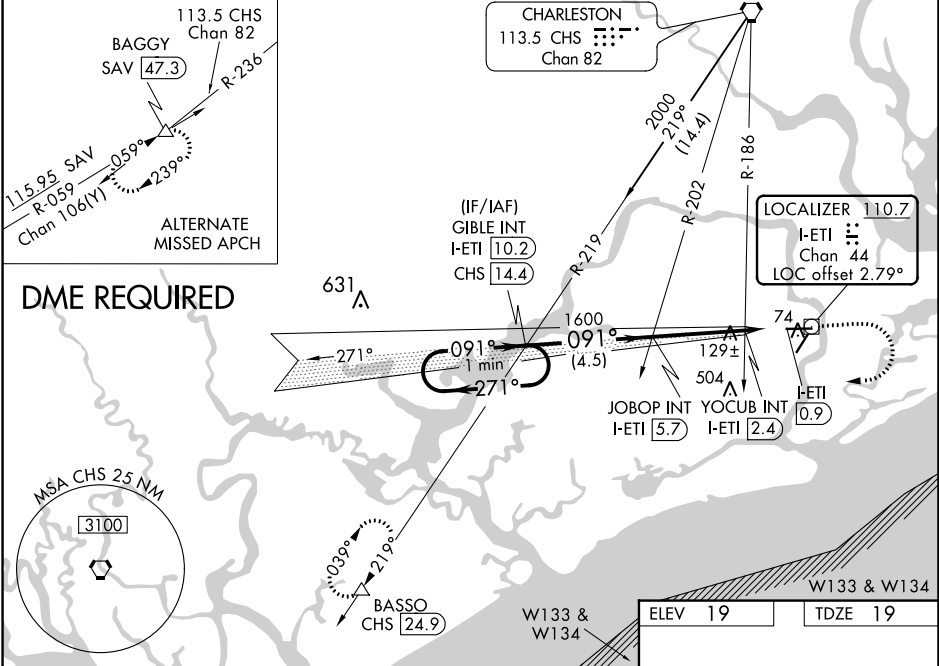 113.5 CHS
Chan 82
BAGGY
SAV 47.3
R-236
059°
239°
115.95 SAV
R-059
Chan 106(Y)
ALTERNATE
MISSED APCH
CHARLESTON
113.5 CHS
Chan 82
2000
219°
(14.4)
R-186
R-202
R-219
(IF/IAF)
GIBLE INT
I-ETI 10.2
CHS 14.4
LOCALIZER 110.7
I-ETI
Chan 44
LOC offset 2.79°
DME REQUIRED
631
1600
74
271°
091°
091°
1 min
(4.5)
129±
271°
504
JOBOP INT
I-ETI 5.7
YOCUB INT
I-ETI 2.4
I-ETI
0.9
MSA CHS 25 NM
3100
039°
219°
BASSO
CHS 24.9
W133 &
W134
W133 & W134
ELEV 19
TDZE 19